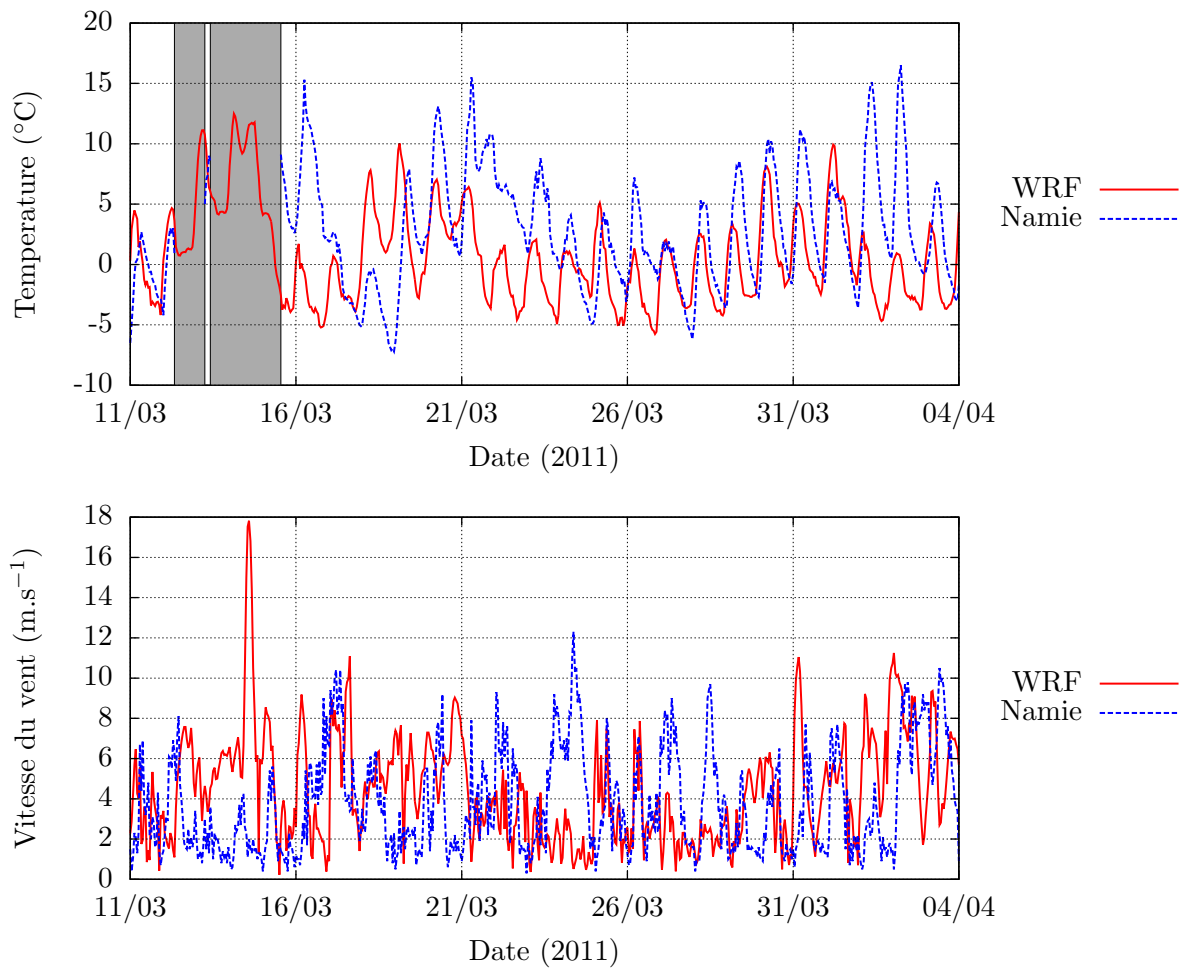 Temperature (°C)
20
15
10
5
0
-5
-10
11/03 16/03 21/03 26/03 31/03 04/04
Date (2011)
WRF
Namie
Vitesse du vent (m.s⁻¹)
18
16
14
12
10
8
6
4
2
0
11/03 16/03 21/03 26/03 31/03 04/04
Date (2011)
WRF
Namie